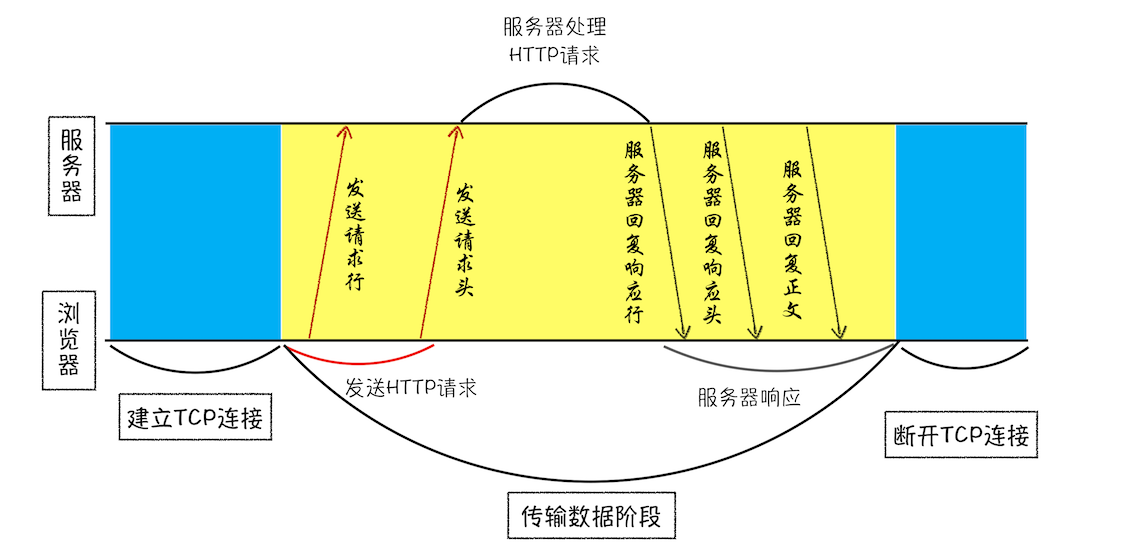 服务器处理
HTTP请求
服务器
发送请求行
发送请求头
服务器回复响应行
服务器回复响应头
服务器回复正文
浏览器
发送HTTP请求
服务器响应
建立TCP连接
断开TCP连接
传输数据阶段